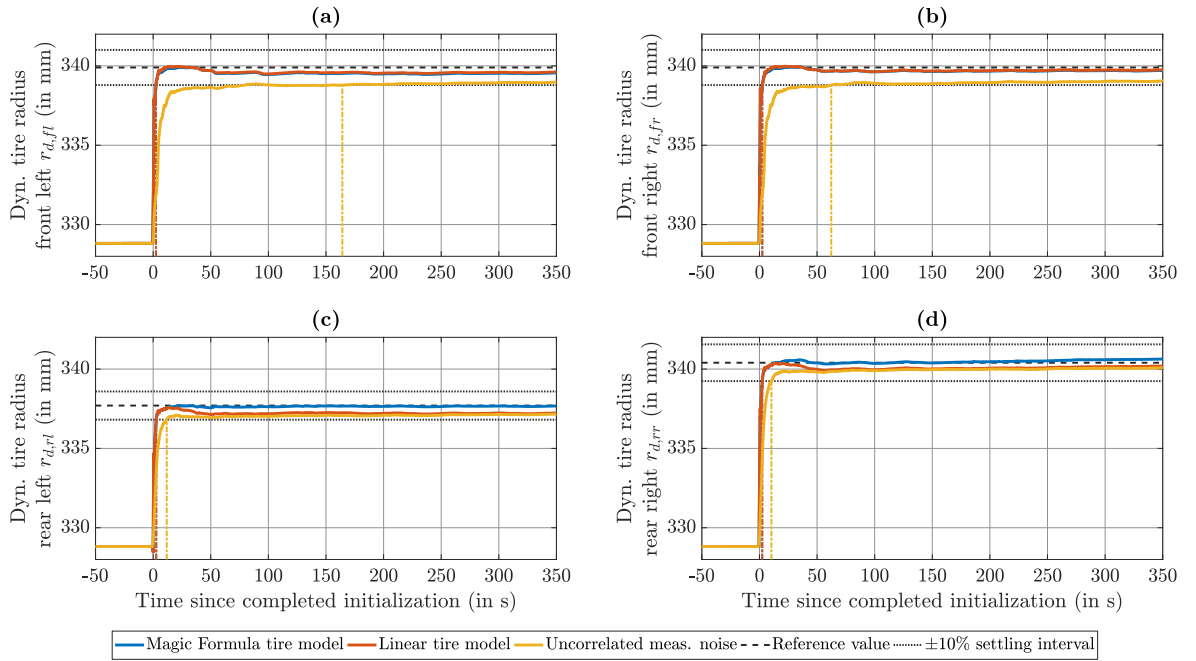 (a)
Dyn. tire radius
front left r_{d,fl} (in mm)
340
335
330
-50 0 50 100 150 200 250 300 350
(b)
Dyn. tire radius
front right r_{d,fr} (in mm)
340
335
330
-50 0 50 100 150 200 250 300 350
(c)
Dyn. tire radius
rear left r_{d,rl} (in mm)
340
335
330
-50 0 50 100 150 200 250 300 350
Time since completed initialization (in s)
(d)
Dyn. tire radius
rear right r_{d,rr} (in mm)
340
335
330
-50 0 50 100 150 200 250 300 350
Time since completed initialization (in s)
Magic Formula tire model Linear tire model Uncorrelated meas. noise Reference value ±10% settling interval